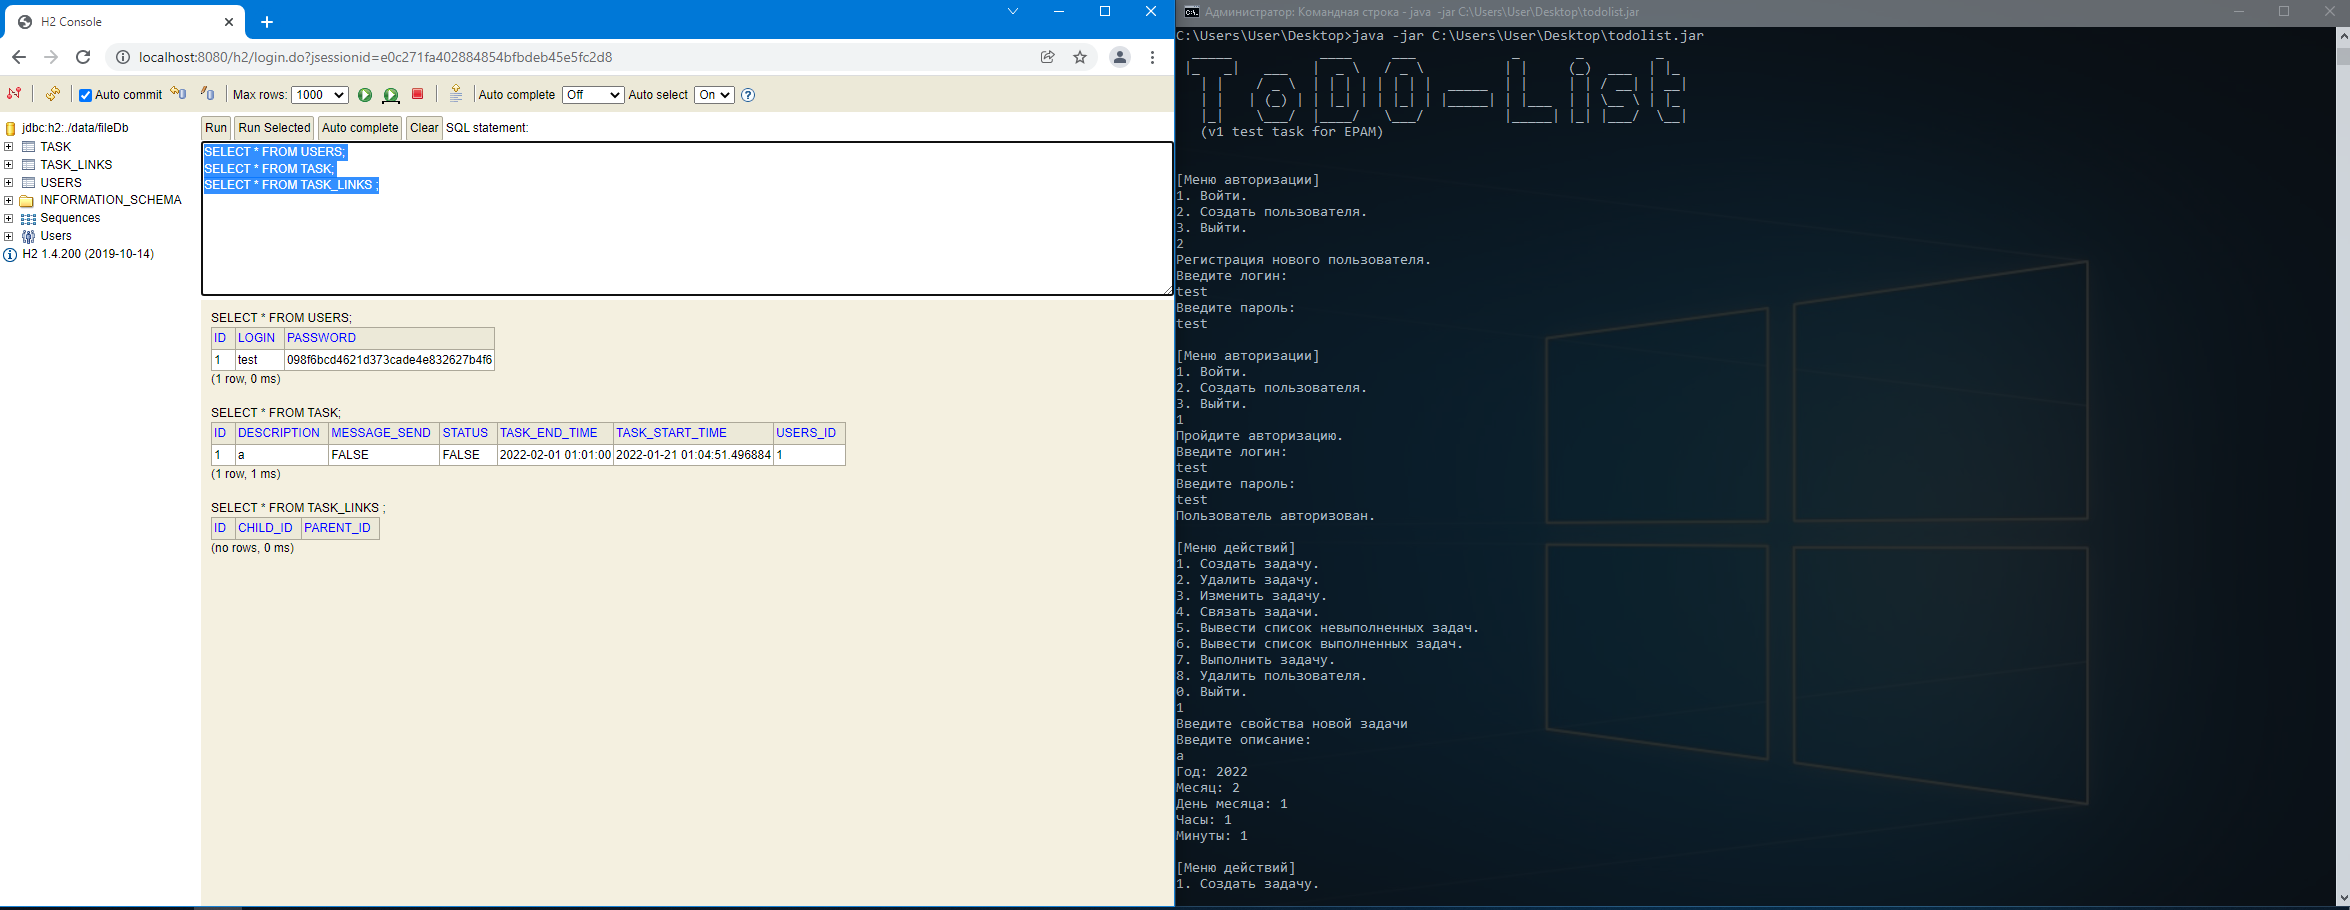 H2 Console
localhost:8080/h2/login.do?jsessionid=e0c271fa402884854bfbdeb45e5fc2d8
Auto commit Max rows: 1000 Auto complete Off Auto select On
jdbc:h2:./data/fileDb
TASK
TASK_LINKS
USERS
INFORMATION_SCHEMA
Sequences
Users
H2 1.4.200 (2019-10-14)
Run Run Selected Auto complete Clear SQL statement:
SELECT * FROM USERS;
SELECT * FROM TASK;
SELECT * FROM TASK_LINKS ;
SELECT * FROM USERS;
ID LOGIN PASSWORD
1 test 098f6bcd4621d373cade4e832627b4f6
(1 row, 0 ms)
SELECT * FROM TASK;
ID DESCRIPTION MESSAGE_SEND STATUS TASK_END_TIME TASK_START_TIME USERS_ID
1 a FALSE FALSE 2022-02-01 01:01:00 2022-01-21 01:04:51.496884 1
(1 row, 1 ms)
SELECT * FROM TASK_LINKS ;
ID CHILD_ID PARENT_ID
(no rows, 0 ms)
Администратор: Командная строка - java -jar C:\Users\User\Desktop\todolist.jar
C:\Users\User\Desktop>java -jar C:\Users\User\Desktop\todolist.jar
ToDO-List
(v1 test task for EPAM)
[Меню авторизации]
1. Войти.
2. Создать пользователя.
3. Выйти.
2
Регистрация нового пользователя.
Введите логин:
test
Введите пароль:
test
[Меню авторизации]
1. Войти.
2. Создать пользователя.
3. Выйти.
1
Пройдите авторизацию.
Введите логин:
test
Введите пароль:
test
Пользователь авторизован.
[Меню действий]
1. Создать задачу.
2. Удалить задачу.
3. Изменить задачу.
4. Связать задачи.
5. Вывести список невыполненных задач.
6. Вывести список выполненных задач.
7. Выполнить задачу.
8. Удалить пользователя.
0. Выйти.
1
Введите свойства новой задачи
Введите описание:
a
Год: 2022
Месяц: 2
День месяца: 1
Часы: 1
Минуты: 1
[Меню действий]
1. Создать задачу.